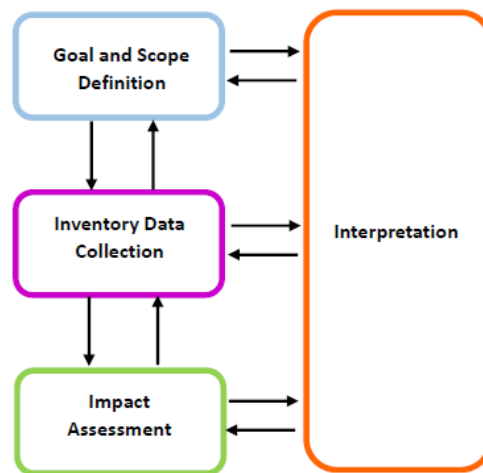 Goal and Scope
Definition
Inventory Data
Collection
Interpretation
Impact
Assessment